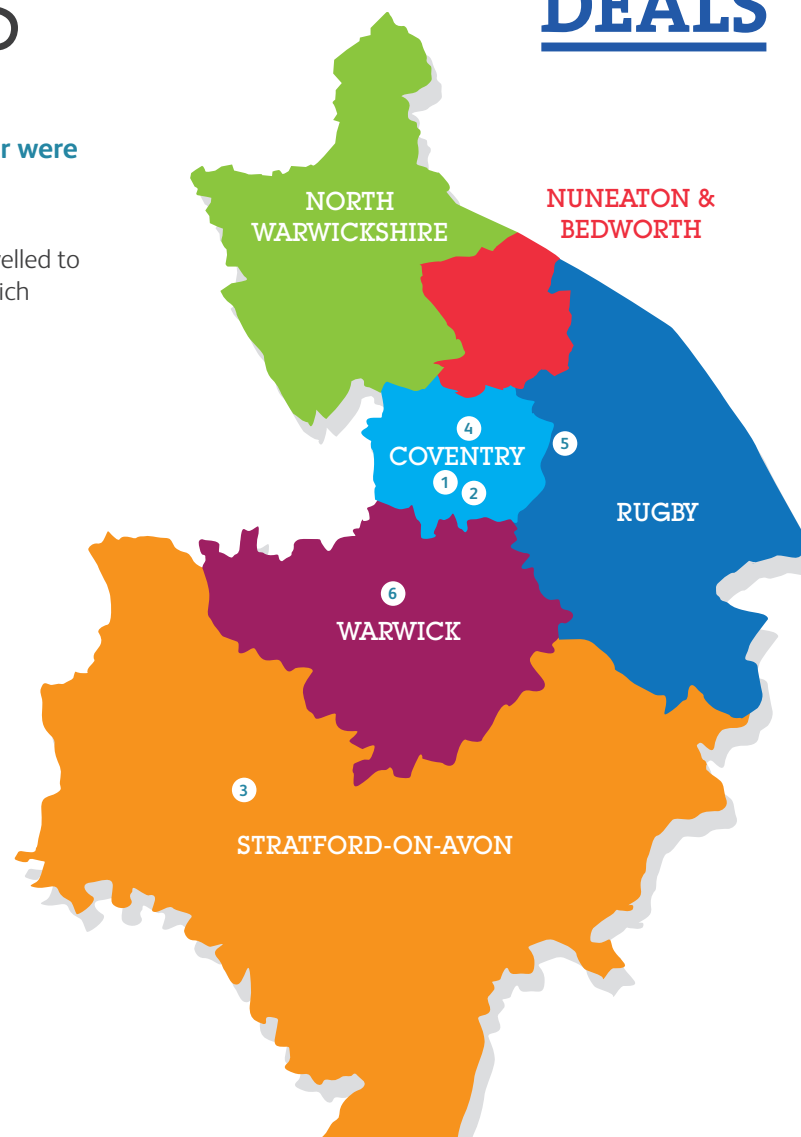 DEALS
r were
elled to
ich
NORTH
WARWICKSHIRE
NUNEATON &
BEDWORTH
4
COVENTRY
5
1
2
RUGBY
6
WARWICK
3
STRATFORD-ON-AVON